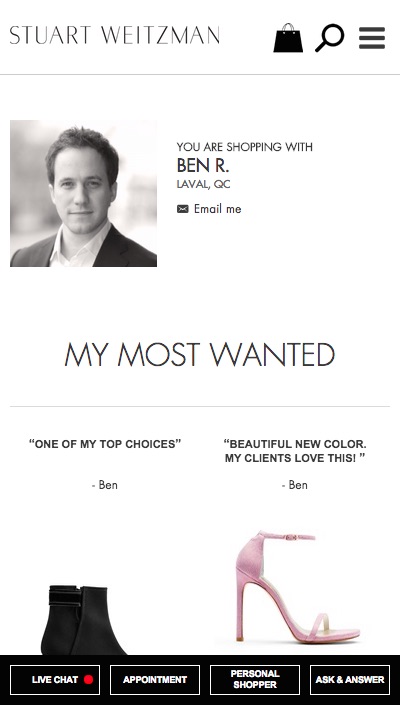 STUART WEITZMAN
YOU ARE SHOPPING WITH
BEN R.
LAVAL, QC
Email me
MY MOST WANTED
“ONE OF MY TOP CHOICES”
- Ben
“BEAUTIFUL NEW COLOR.
MY CLIENTS LOVE THIS! ”
- Ben
LIVE CHAT
APPOINTMENT
PERSONAL
SHOPPER
ASK & ANSWER